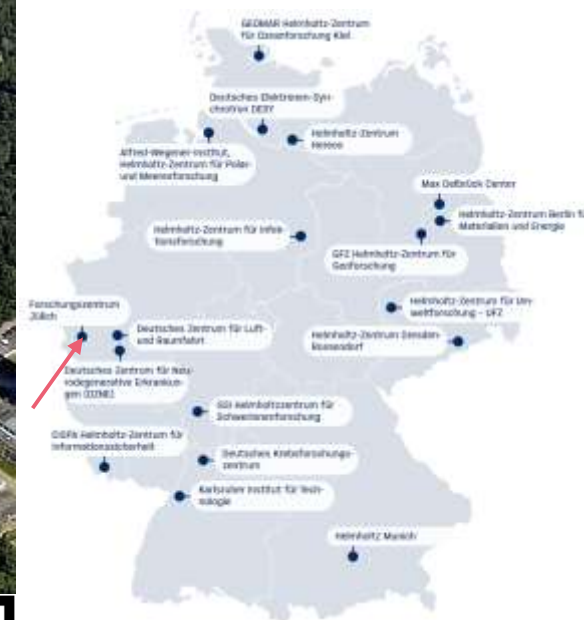 GEOMAR Helmholtz-Zentrum
für Ozeanforschung Kiel
Deutsches Elektronen-Syn-
chrotron DESY
Helmholtz-Zentrum
Hereon
Alfred-Wegener-Institut,
Helmholtz-Zentrum für Polar-
und Meeresforschung
Max Delbrück Center
Helmholtz-Zentrum Berlin fü
Materialien und Energie
Helmholtz-Zentrum für Infek-
tionsforschung
GFZ Helmholtz-Zentrum für
Geoforschung
Forschungszentrum
Jülich
Helmholtz-Zentrum für Um-
weltforschung - UFZ
Deutsches Zentrum für Luft-
und Raumfahrt
Helmholtz-Zentrum Dresden-
Rossendorf
Deutsches Zentrum für Neu-
rodegenerative Erkrankun-
gen (DZNE)
GSI Helmholtzzentrum für
Schwerionenforschung
CISPA Helmholtz-Zentrum für
Informationssicherheit
Deutsches Krebsforschungs-
zentrum
Karlsruher Institut für Tech-
nologie
Helmholtz Munich